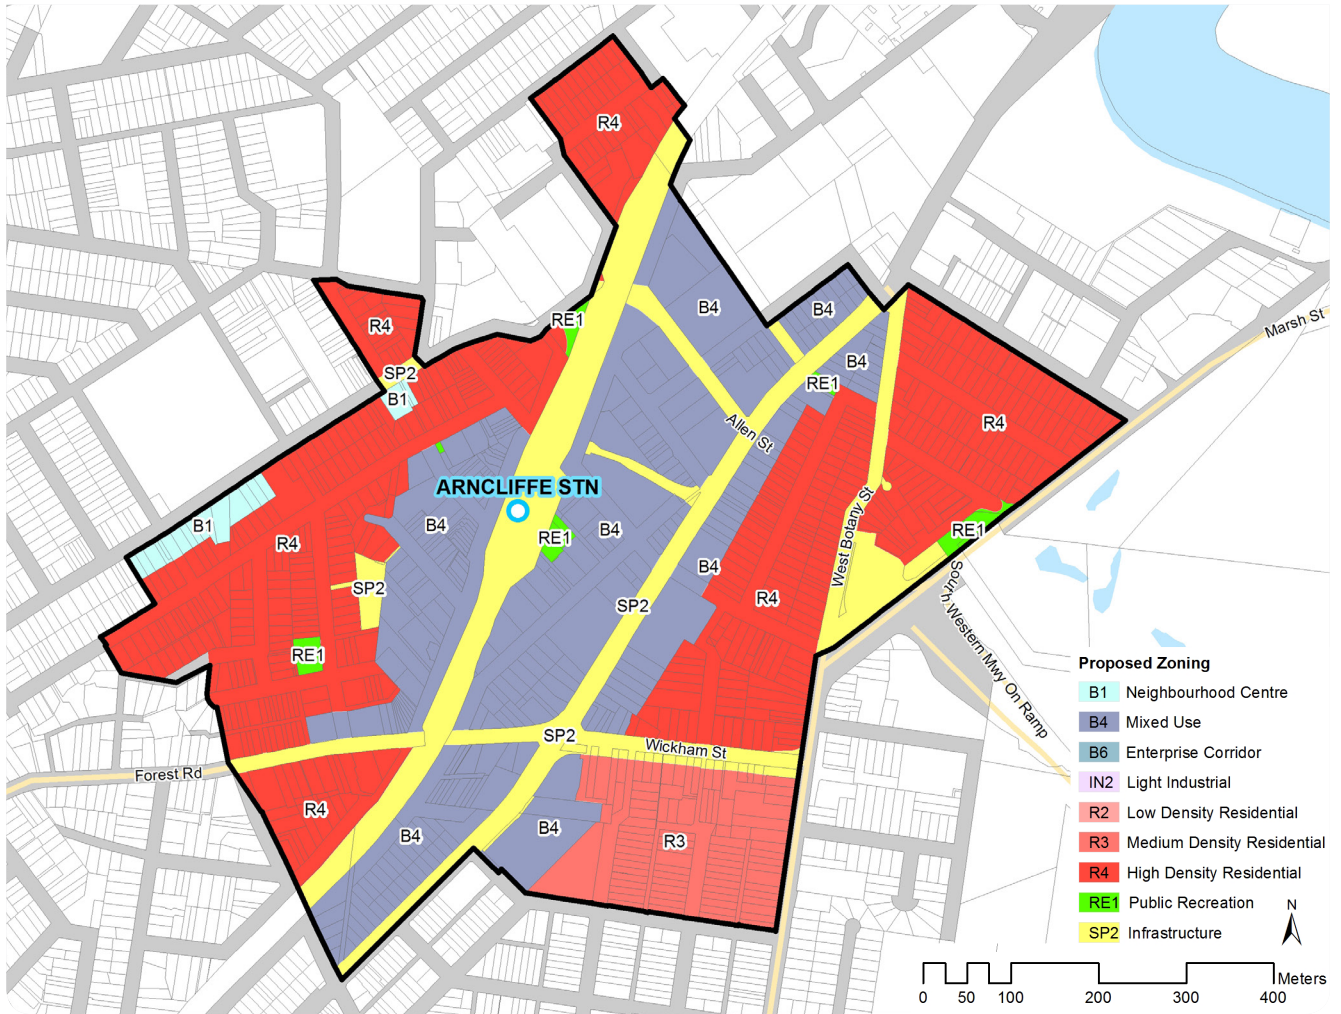 R4
B4
B4
RE1
Marsh St
R4
B4
SP2
RE1
B1
R4
Allen St
ARNCLIFFE STN
B4
B4
B1
RE1
RE1
R4
West Botany St
B4
SP2
R4
SP2
South Western Mwy On Ramp
RE1
SP2
Wickham St
Forest Rd
R4
B4
B4
R3
Proposed Zoning
B1 Neighbourhood Centre
B4 Mixed Use
B6 Enterprise Corridor
IN2 Light Industrial
R2 Low Density Residential
R3 Medium Density Residential
R4 High Density Residential
RE1 Public Recreation
SP2 Infrastructure
N
Meters
0 50 100 200 300 400